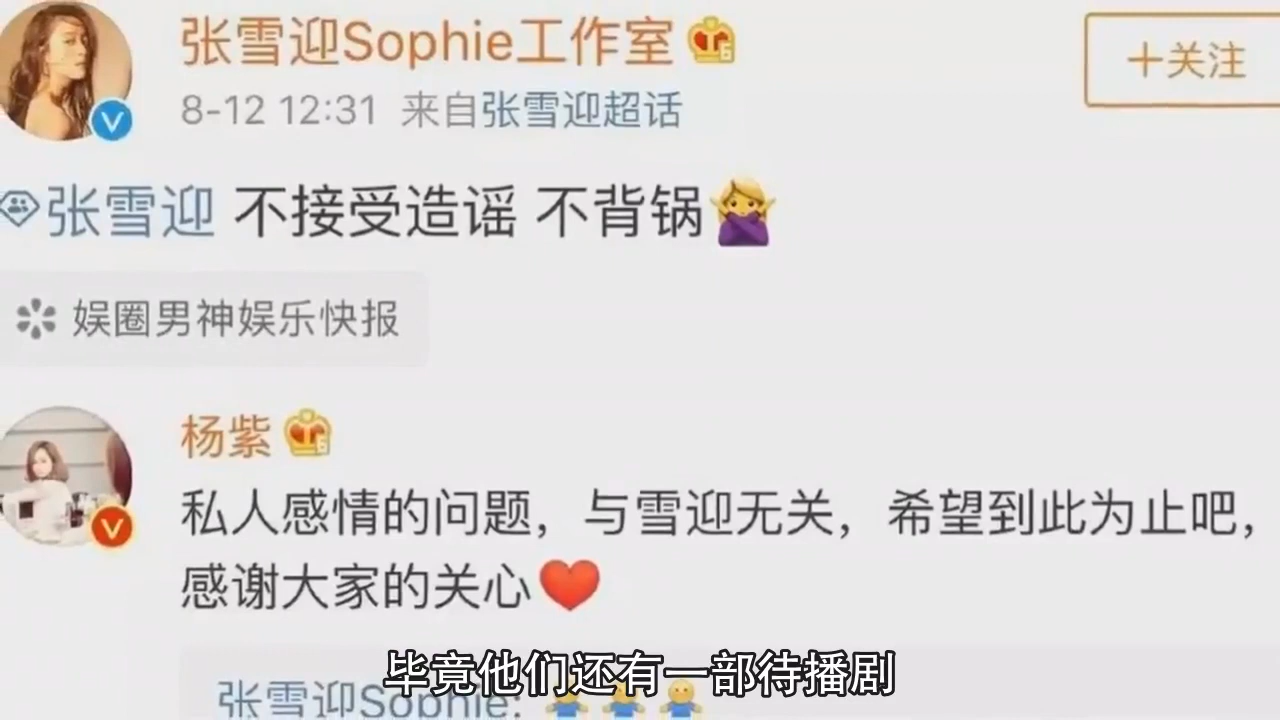 张雪迎Sophie工作室
十关注
8-12 12:31 来自张雪迎超话
张雪迎 不接受造谣 不背锅🙅‍♀️
娱圈男神娱乐快报
杨紫
私人感情的问题，与雪迎无关，希望到此为止吧，
感谢大家的关心❤️
张雪迎Sophie: 🤷‍♂️🤷‍♂️🤷‍♂️
毕竟他们还有一部待播剧